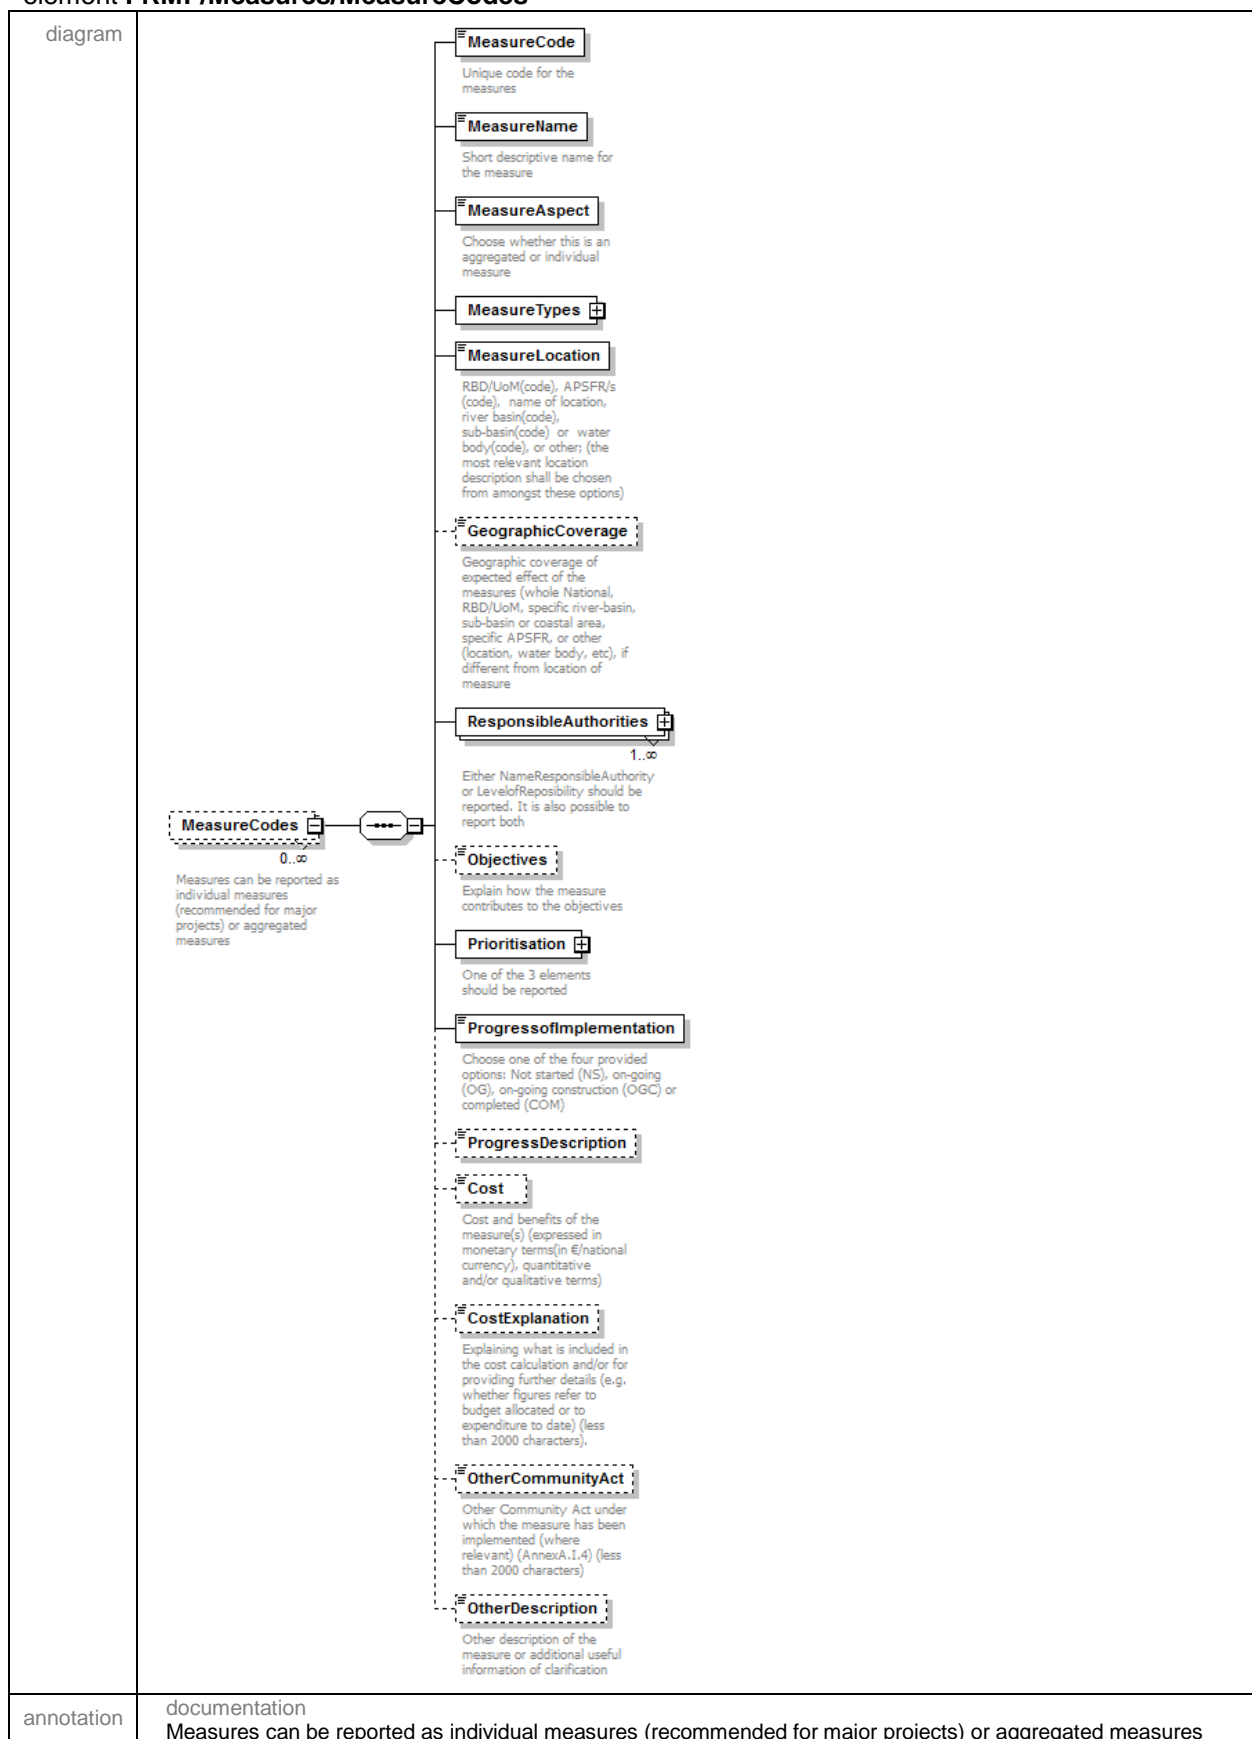 element FRMP/Measures/MeasureCodes
diagram
MeasureCode
Unique code for the
measures
MeasureName
Short descriptive name for
the measure
MeasureAspect
Choose whether this is an
aggregated or individual
measure
MeasureTypes
MeasureLocation
RBD/UoM(code), APSFR/s
(code), name of location,
river basin(code),
sub-basin(code) or water
body(code), or other; (the
most relevant location
description shall be chosen
from amongst these options)
GeographicCoverage
Geographic coverage of
expected effect of the
measures (whole National,
RBD/UoM, specific river-basin,
sub-basin or coastal area,
specific APSFR, or other
(location, water body, etc), if
different from location of
measure
ResponsibleAuthorities
1..∞
Either NameResponsibleAuthority
or LevelofReposibility should be
reported. It is also possible to
report both
MeasureCodes
0..∞
Measures can be reported as
individual measures
(recommended for major
projects) or aggregated
measures
Objectives
Explain how the measure
contributes to the objectives
Prioritisation
One of the 3 elements
should be reported
ProgressofImplementation
Choose one of the four provided
options: Not started (NS), on-going
(OG), on-going construction (OGC) or
completed (COM)
ProgressDescription
Cost
Cost and benefits of the
measure(s) (expressed in
monetary terms(in €/national
currency), quantitative
and/or qualitative terms)
CostExplanation
Explaining what is included in
the cost calculation and/or for
providing further details (e.g.
whether figures refer to
budget allocated or to
expenditure to date) (less
than 2000 characters).
OtherCommunityAct
Other Community Act under
which the measure has been
implemented (where
relevant) (AnnexA.I.4) (less
than 2000 characters)
OtherDescription
Other description of the
measure or additional useful
information of clarification
annotation
documentation
Measures can be reported as individual measures (recommended for major projects) or aggregated measures